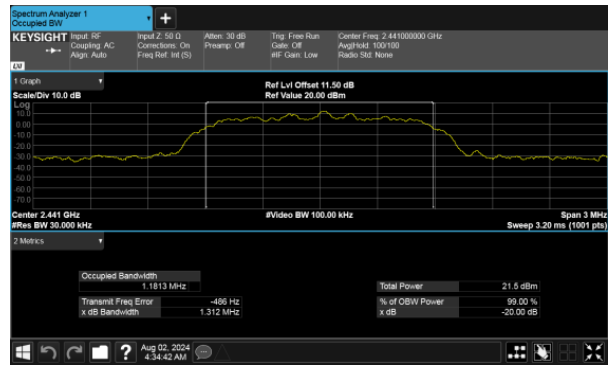 Spectrum Analyzer 1
Occupied BW
KEYSIGHT
Input: RF
Coupling: AC
Align: Auto
Input Z: 50 Ω
Corrections: On
Freq Ref: Int (S)
Atten: 30 dB
Preamp: Off
Trig: Free Run
Gate: Off
#IF Gain: Low
Center Freq: 2.441000000 GHz
Avg|Hold: 100/100
Radio Std: None
LXI
1 Graph
Scale/Div 10.0 dB
Ref Lvl Offset 11.50 dB
Ref Value 20.00 dBm
Log
10.0
0.00
-10.0
-20.0
-30.0
-40.0
-50.0
-60.0
-70.0
Center 2.441 GHz
#Video BW 100.00 kHz
Span 3 MHz
#Res BW 30.000 kHz
Sweep 3.20 ms (1001 pts)
2 Metrics
Occupied Bandwidth
1.1813 MHz
Total Power 21.5 dBm
Transmit Freq Error -486 Hz
% of OBW Power 99.00 %
x dB Bandwidth 1.312 MHz
x dB -20.00 dB
?
Aug 02, 2024
4:34:42 AM